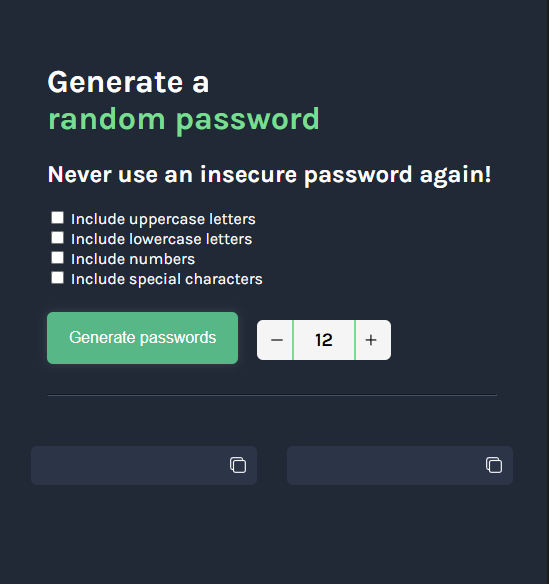 Generate a
random password
Never use an insecure password again!
Include uppercase letters
Include lowercase letters
Include numbers
Include special characters
Generate passwords
− 12 +